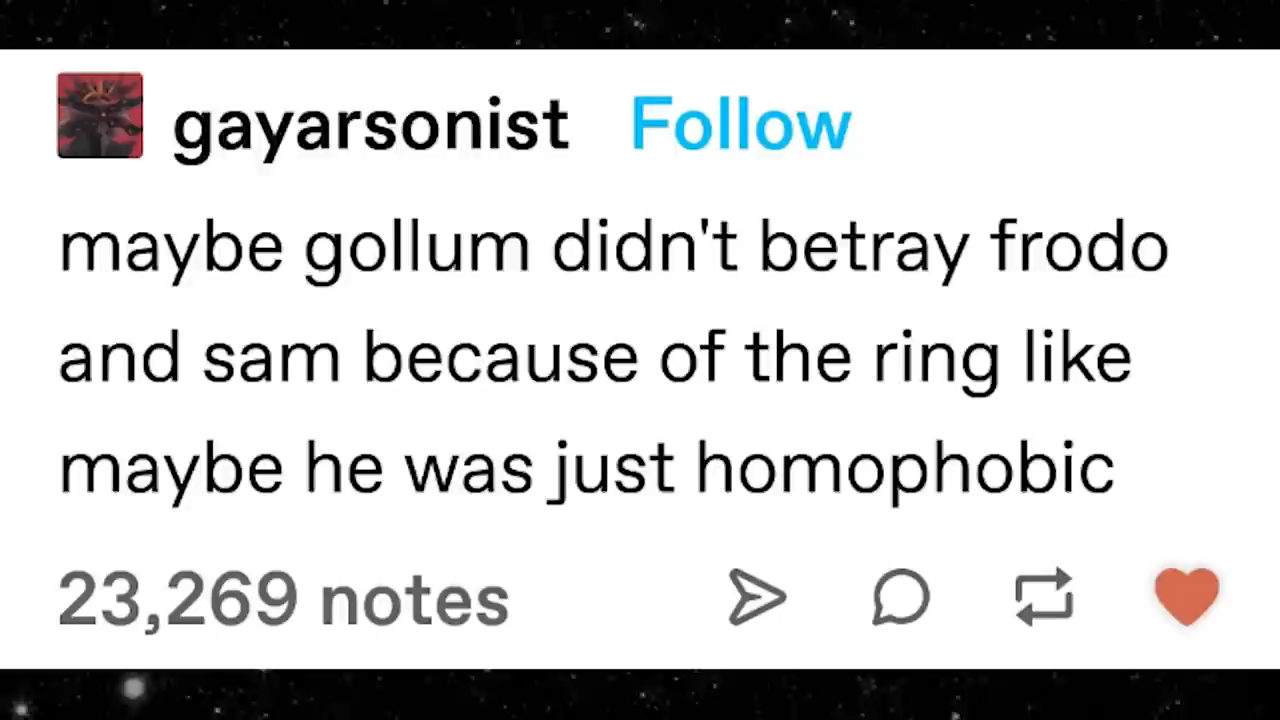 gayarsonist Follow
maybe gollum didn't betray frodo
and sam because of the ring like
maybe he was just homophobic
23,269 notes